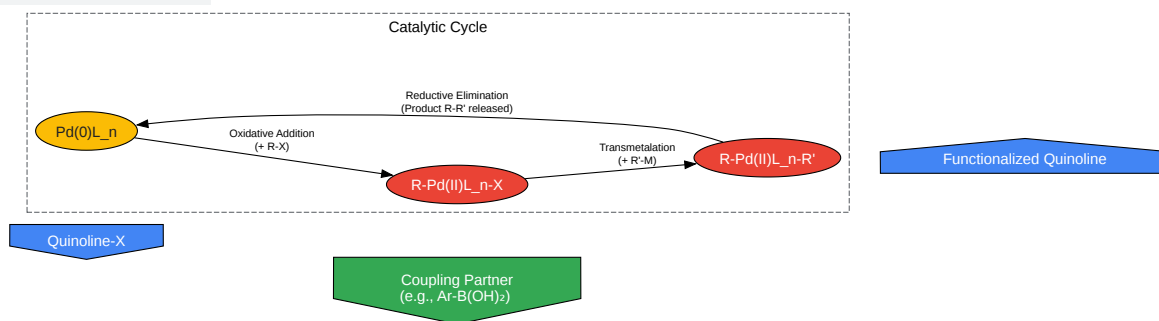 Catalytic Cycle
Reductive Elimination
(Product R-R' released)
Pd(0)L_n
Oxidative Addition
(+ R-X)
Transmetalation
(+ R'-M)
R-Pd(II)L_n-R'
Functionalized Quinoline
R-Pd(II)L_n-X
Quinoline-X
Coupling Partner
(e.g., Ar-B(OH)₂)